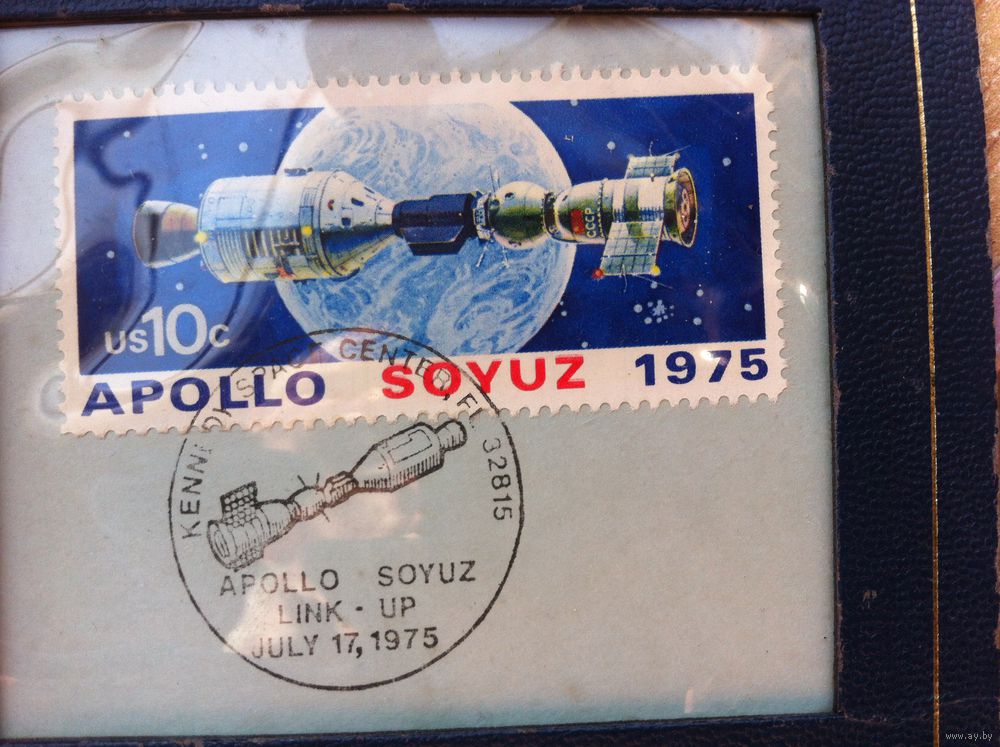 СССР
US10c
APOLLO SOYUZ 1975
KENNEDY SPACE CENTER, FL 32815
APOLLO SOYUZ
LINK - UP
JULY 17, 1975
www.ay.by